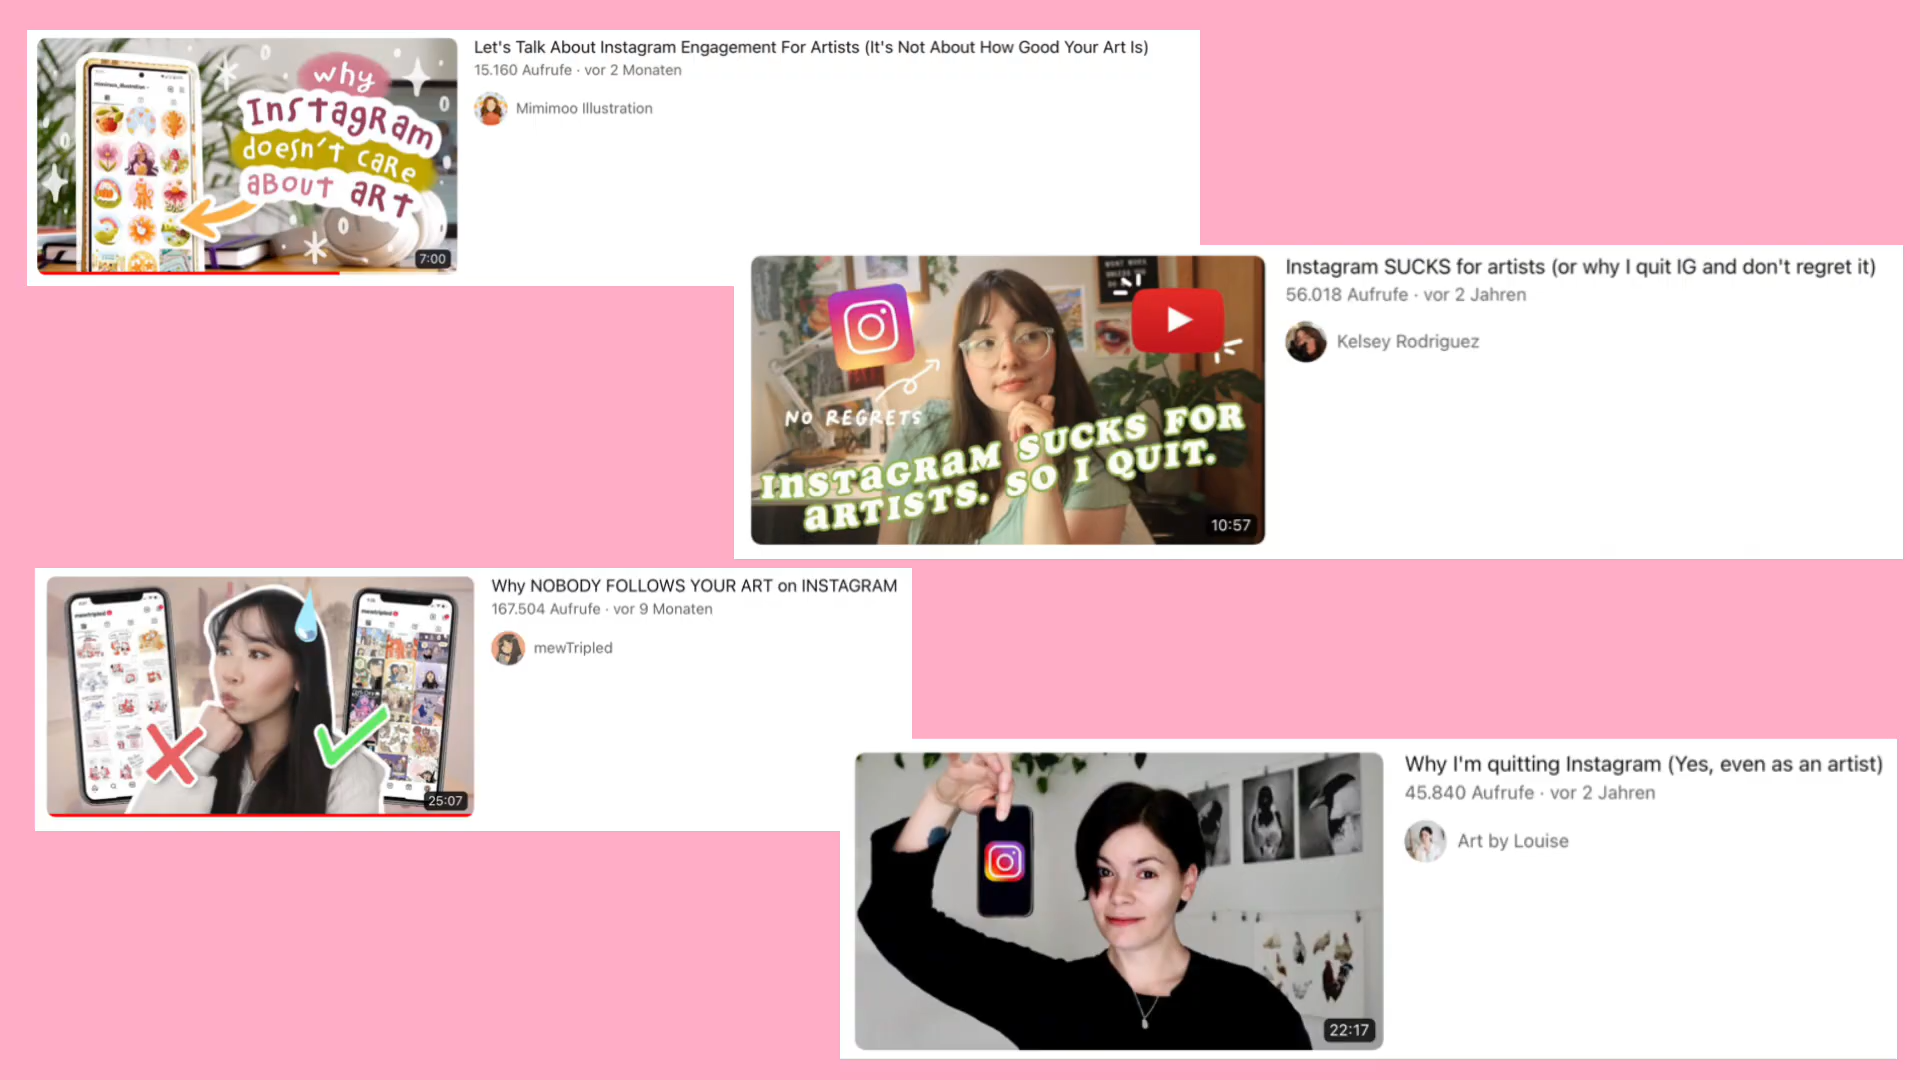 why
Instagram
doesn't care
about art
7:00
Let's Talk About Instagram Engagement For Artists (It's Not About How Good Your Art Is)
15.160 Aufrufe · vor 2 Monaten
Mimimoo Illustration
NO REGRETS
INSTAGRAM SUCKS FOR
ARTISTS. SO I QUIT.
10:57
Instagram SUCKS for artists (or why I quit IG and don't regret it)
56.018 Aufrufe · vor 2 Jahren
Kelsey Rodriguez
25:07
Why NOBODY FOLLOWS YOUR ART on INSTAGRAM
167.504 Aufrufe · vor 9 Monaten
mewTripled
22:17
Why I'm quitting Instagram (Yes, even as an artist)
45.840 Aufrufe · vor 2 Jahren
Art by Louise